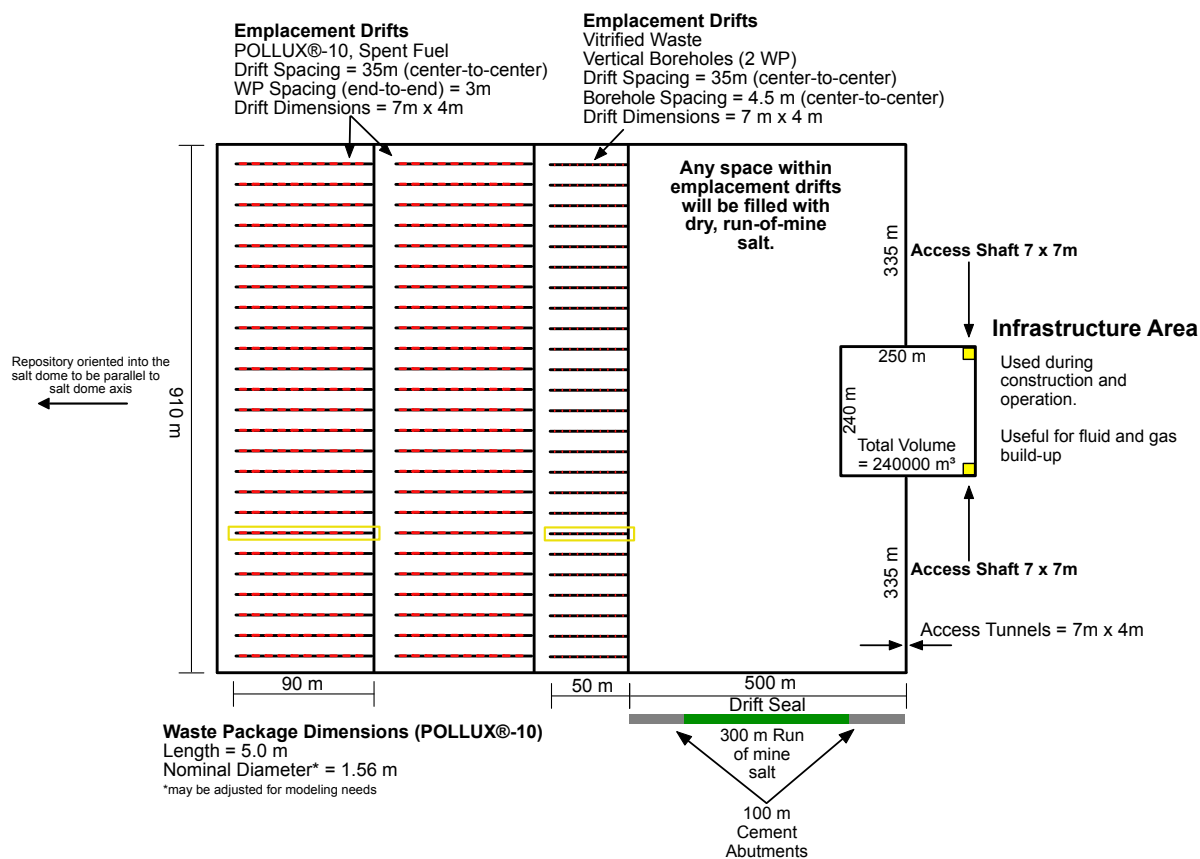 Emplacement Drifts
POLLUX®-10, Spent Fuel
Drift Spacing = 35m (center-to-center)
WP Spacing (end-to-end) = 3m
Drift Dimensions = 7m x 4m
Emplacement Drifts
Vitrified Waste
Vertical Boreholes (2 WP)
Drift Spacing = 35m (center-to-center)
Borehole Spacing = 4.5 m (center-to-center)
Drift Dimensions = 7 m x 4 m
Any space within
emplacement drifts
will be filled with
dry, run-of-mine
salt.
335 m
Access Shaft 7 x 7m
Infrastructure Area
Used during
construction and
operation.
Useful for fluid and gas
build-up
250 m
240 m
Total Volume
= 240000 m³
Repository oriented into the
salt dome to be parallel to
salt dome axis
910 m
335 m
Access Shaft 7 x 7m
Access Tunnels = 7m x 4m
90 m
50 m
500 m
Drift Seal
300 m Run
of mine
salt
100 m
Cement
Abutments
Waste Package Dimensions (POLLUX®-10)
Length = 5.0 m
Nominal Diameter* = 1.56 m
*may be adjusted for modeling needs